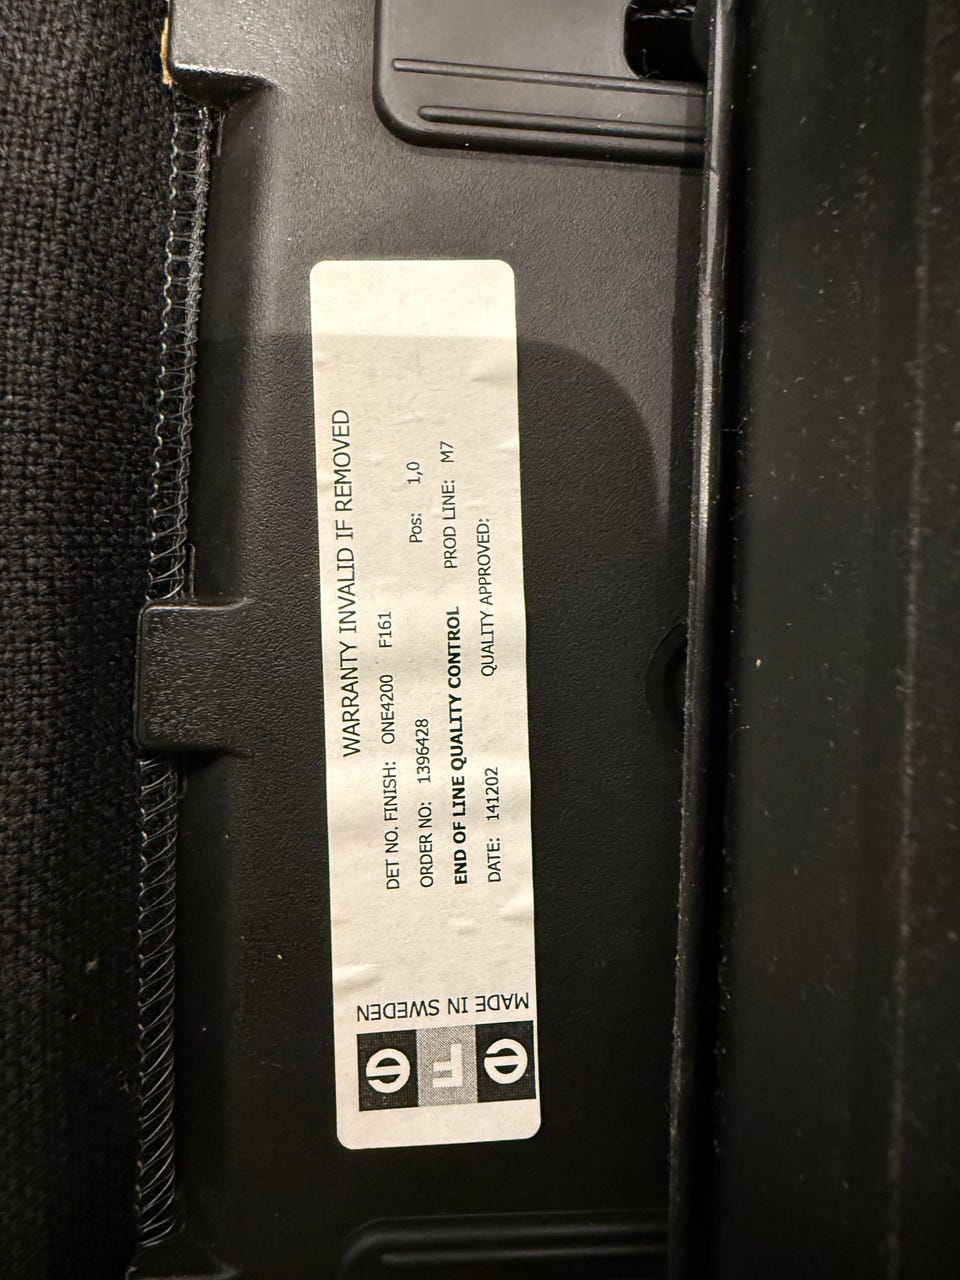 WARRANTY INVALID IF REMOVED
DET NO. FINISH: ONE4200 F161
ORDER NO: 1396428 Pos: 1,0
END OF LINE QUALITY CONTROL PROD LINE: M7
DATE: 141202 QUALITY APPROVED:
MADE IN SWEDEN